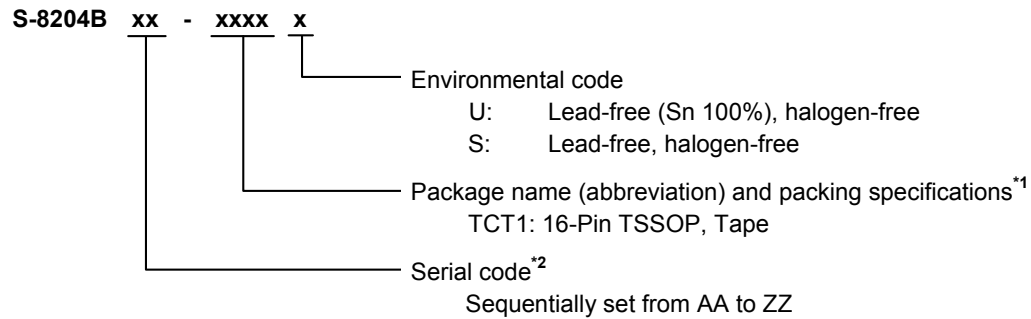 S-8204B xx - xxxx x
Environmental code
U: Lead-free (Sn 100%), halogen-free
S: Lead-free, halogen-free
Package name (abbreviation) and packing specifications*1
TCT1: 16-Pin TSSOP, Tape
Serial code*2
Sequentially set from AA to ZZ